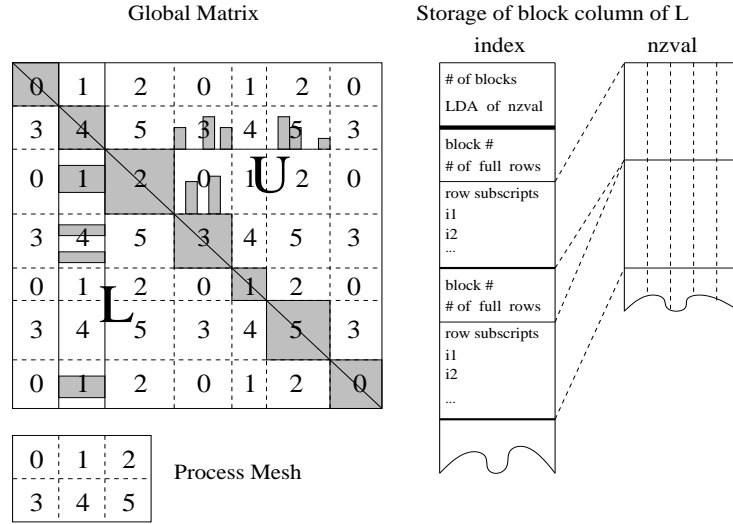 Global Matrix
0 1 2 0 1 2 0
3 4 5 3 4 5 3
0 1 2 0 1 2 0
U
3 4 5 3 4 5 3
0 1 2 0 1 2 0
L
3 4 5 3 4 5 3
0 1 2 0 1 2 0
0 1 2
3 4 5
Process Mesh
Storage of block column of L
index
nzval
# of blocks
LDA of nzval
block #
# of full rows
row subscripts
i1
i2
...
block #
# of full rows
row subscripts
i1
i2
...